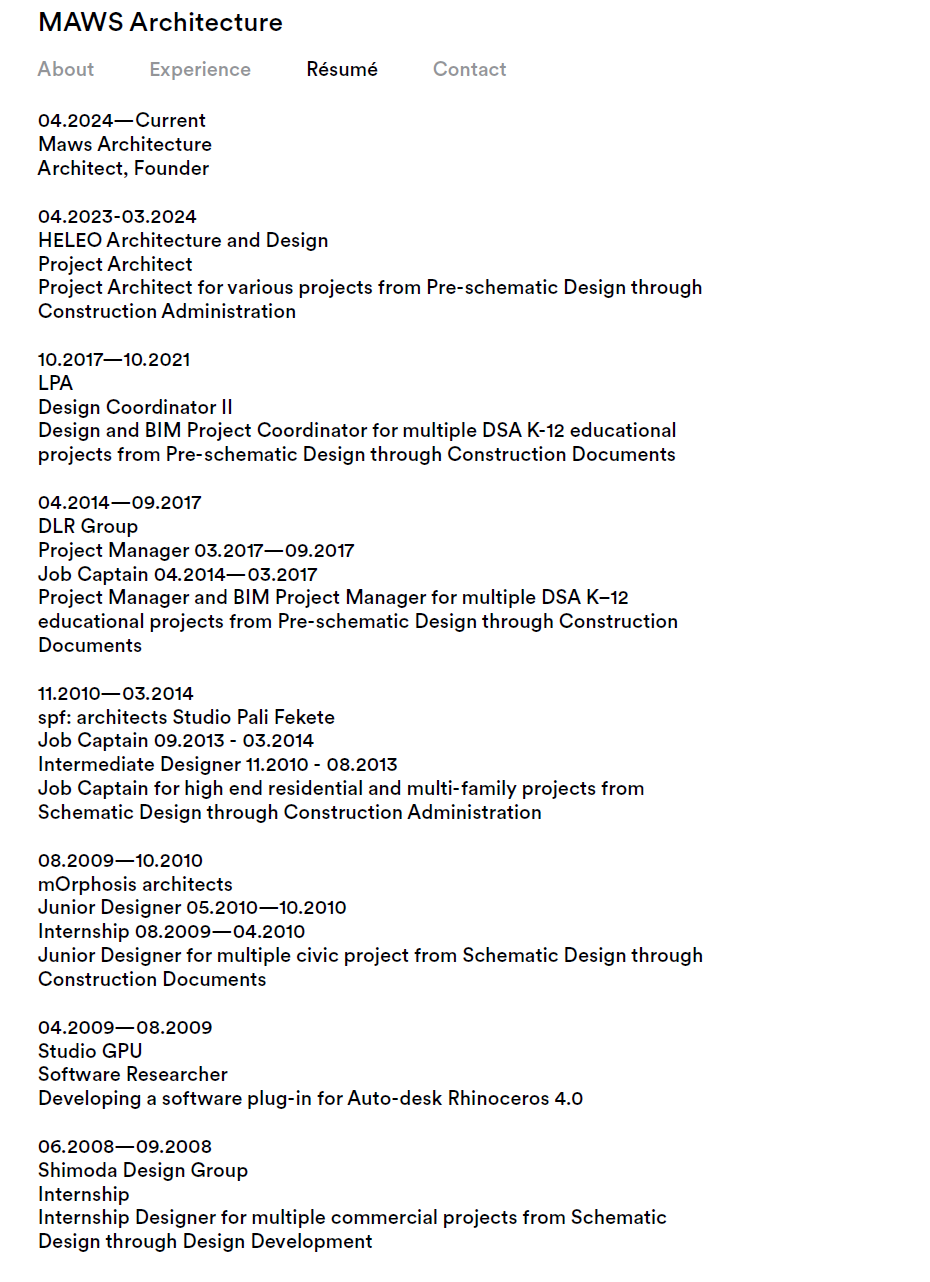 MAWS Architecture
About Experience Résumé Contact
04.2024—Current
Maws Architecture
Architect, Founder
04.2023-03.2024
HELEO Architecture and Design
Project Architect
Project Architect for various projects from Pre-schematic Design through
Construction Administration
10.2017—10.2021
LPA
Design Coordinator II
Design and BIM Project Coordinator for multiple DSA K-12 educational
projects from Pre-schematic Design through Construction Documents
04.2014—09.2017
DLR Group
Project Manager 03.2017—09.2017
Job Captain 04.2014—03.2017
Project Manager and BIM Project Manager for multiple DSA K–12
educational projects from Pre-schematic Design through Construction
Documents
11.2010—03.2014
spf: architects Studio Pali Fekete
Job Captain 09.2013 - 03.2014
Intermediate Designer 11.2010 - 08.2013
Job Captain for high end residential and multi-family projects from
Schematic Design through Construction Administration
08.2009—10.2010
mOrphosis architects
Junior Designer 05.2010—10.2010
Internship 08.2009—04.2010
Junior Designer for multiple civic project from Schematic Design through
Construction Documents
04.2009—08.2009
Studio GPU
Software Researcher
Developing a software plug-in for Auto-desk Rhinoceros 4.0
06.2008—09.2008
Shimoda Design Group
Internship
Internship Designer for multiple commercial projects from Schematic
Design through Design Development